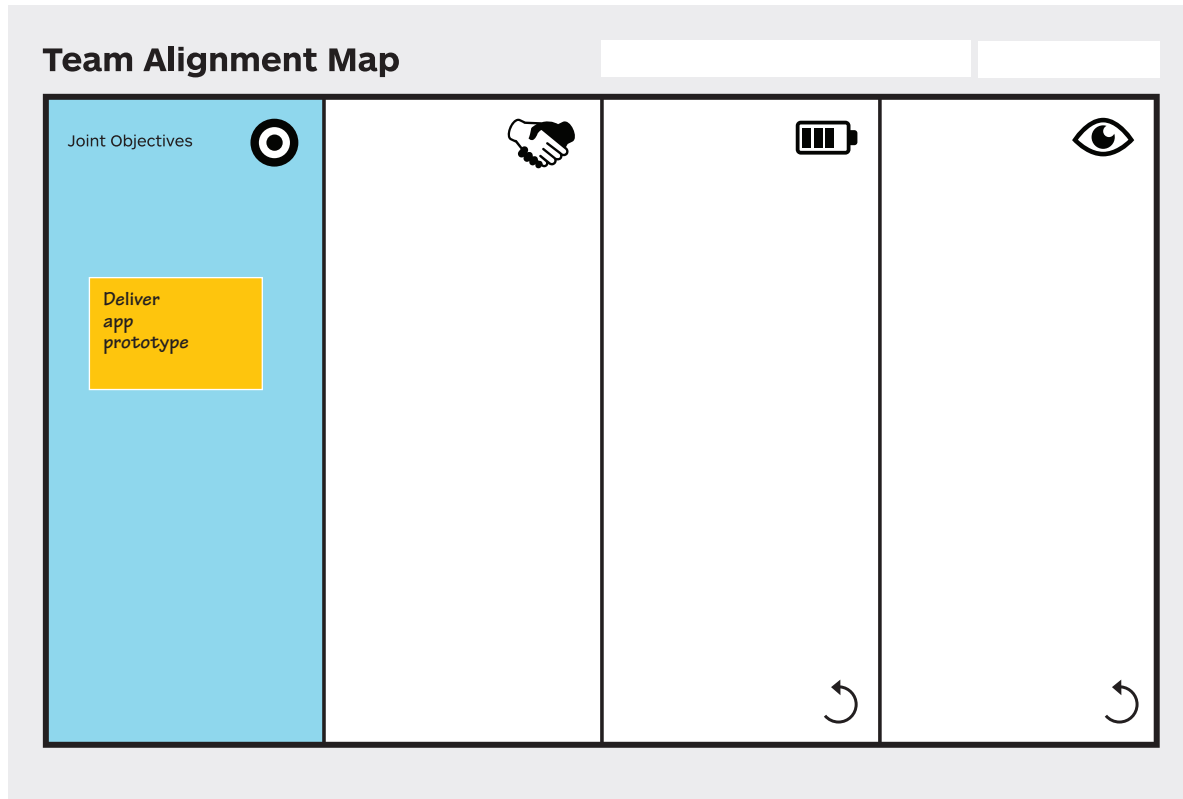 Team Alignment Map
Joint Objectives
Deliver
app
prototype